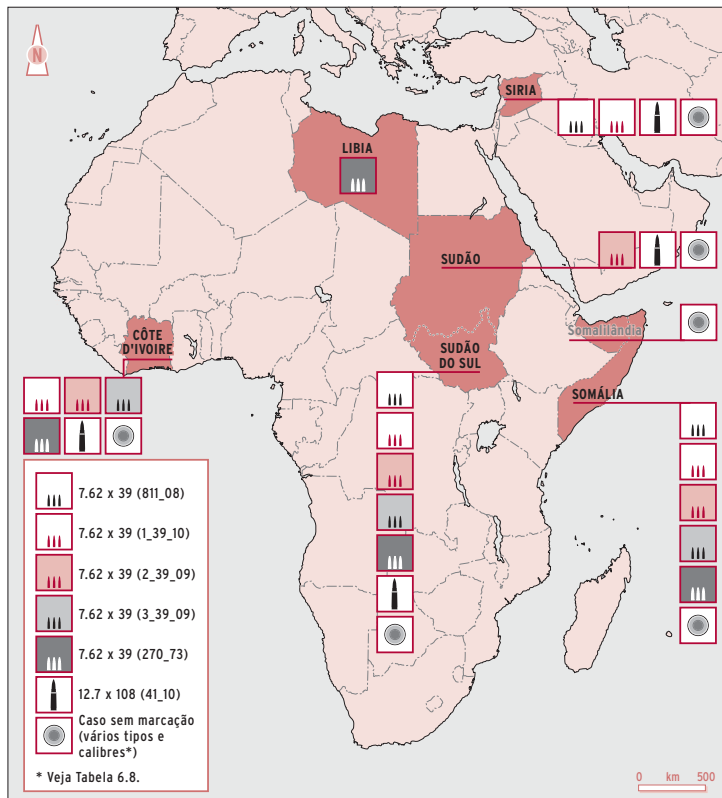 N
SIRIA
LIBIA
SUDÃO
Somalilândia
CÔTE
D'IVOIRE
SUDÃO
DO SUL
SOMÁLIA
7.62 x 39 (811_08)
7.62 x 39 (1_39_10)
7.62 x 39 (2_39_09)
7.62 x 39 (3_39_09)
7.62 x 39 (270_73)
12.7 x 108 (41_10)
Caso sem marcação
(vários tipos e
calibres*)
* Veja Tabela 6.8.
0 km 500